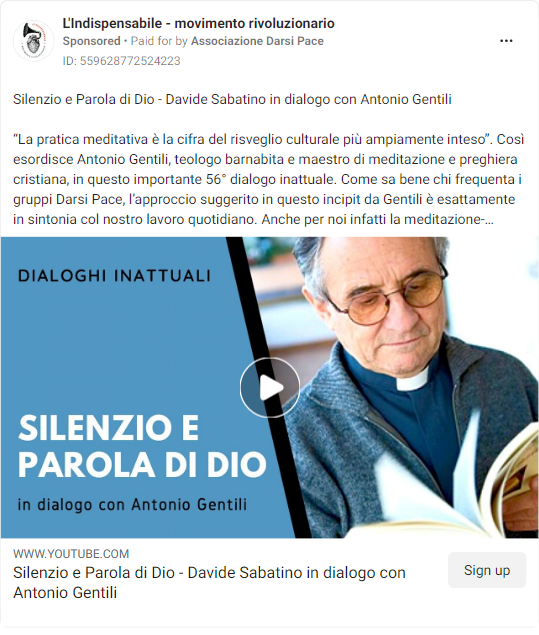 L'Indispensabile - movimento rivoluzionario
Sponsored • Paid for by Associazione Darsi Pace
ID: 559628772524223
Silenzio e Parola di Dio - Davide Sabatino in dialogo con Antonio Gentili
“La pratica meditativa è la cifra del risveglio culturale più ampiamente inteso”. Così
esordisce Antonio Gentili, teologo barnabita e maestro di meditazione e preghiera
cristiana, in questo importante 56° dialogo inattuale. Come sa bene chi frequenta i
gruppi Darsi Pace, l’approccio suggerito in questo incipit da Gentili è esattamente
in sintonia col nostro lavoro quotidiano. Anche per noi infatti la meditazione-...
DIALOGHI INATTUALI
SILENZIO E
PAROLA DI DIO
in dialogo con Antonio Gentili
WWW.YOUTUBE.COM
Silenzio e Parola di Dio - Davide Sabatino in dialogo con
Antonio Gentili
Sign up